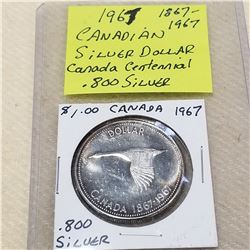 1967 1867-
1967
CANADIAN
SILVER DOLLAR
Canada Centennial
.800 SILVER
$1.00 CANADA 1967
DOLLAR
CANADA 1867-1967
.800
SILVER